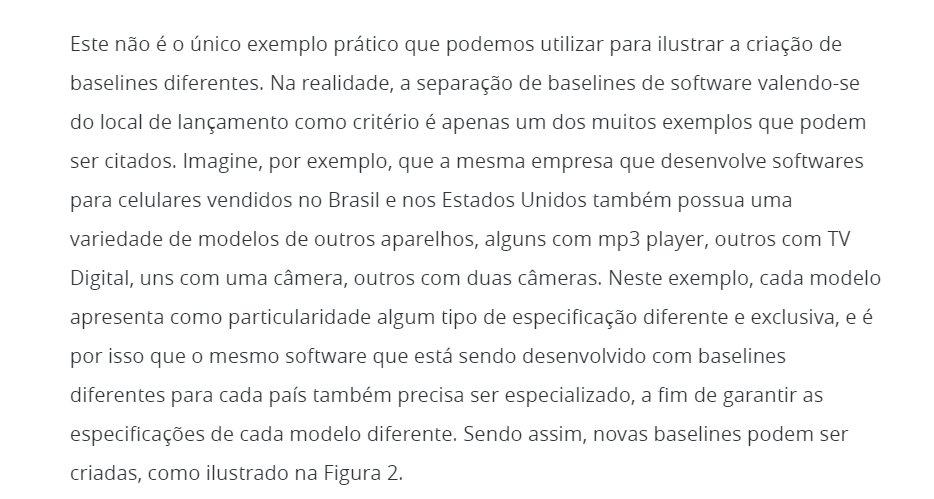 Este não é o único exemplo prático que podemos utilizar para ilustrar a criação de
baselines diferentes. Na realidade, a separação de baselines de software valendo-se
do local de lançamento como critério é apenas um dos muitos exemplos que podem
ser citados. Imagine, por exemplo, que a mesma empresa que desenvolve softwares
para celulares vendidos no Brasil e nos Estados Unidos também possua uma
variedade de modelos de outros aparelhos, alguns com mp3 player, outros com TV
Digital, uns com uma câmera, outros com duas câmeras. Neste exemplo, cada modelo
apresenta como particularidade algum tipo de especificação diferente e exclusiva, e é
por isso que o mesmo software que está sendo desenvolvido com baselines
diferentes para cada país também precisa ser especializado, a fim de garantir as
especificações de cada modelo diferente. Sendo assim, novas baselines podem ser
criadas, como ilustrado na Figura 2.